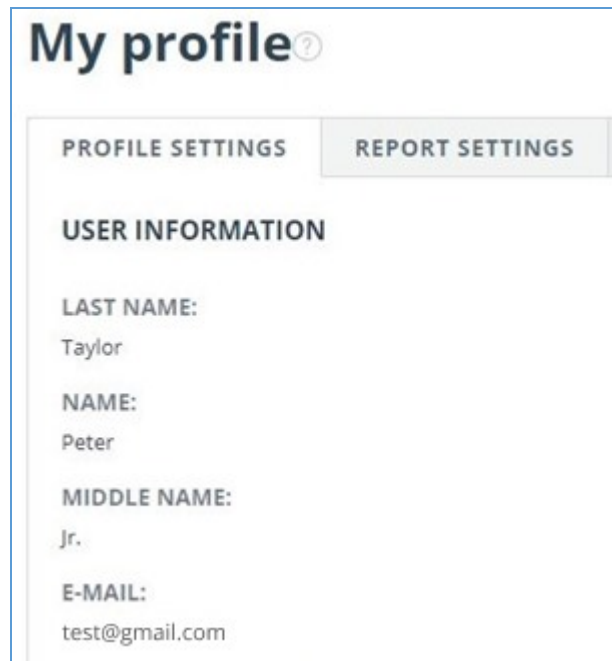 My profile ?
PROFILE SETTINGS REPORT SETTINGS
USER INFORMATION
LAST NAME:
Taylor
NAME:
Peter
MIDDLE NAME:
Jr.
E-MAIL:
test@gmail.com